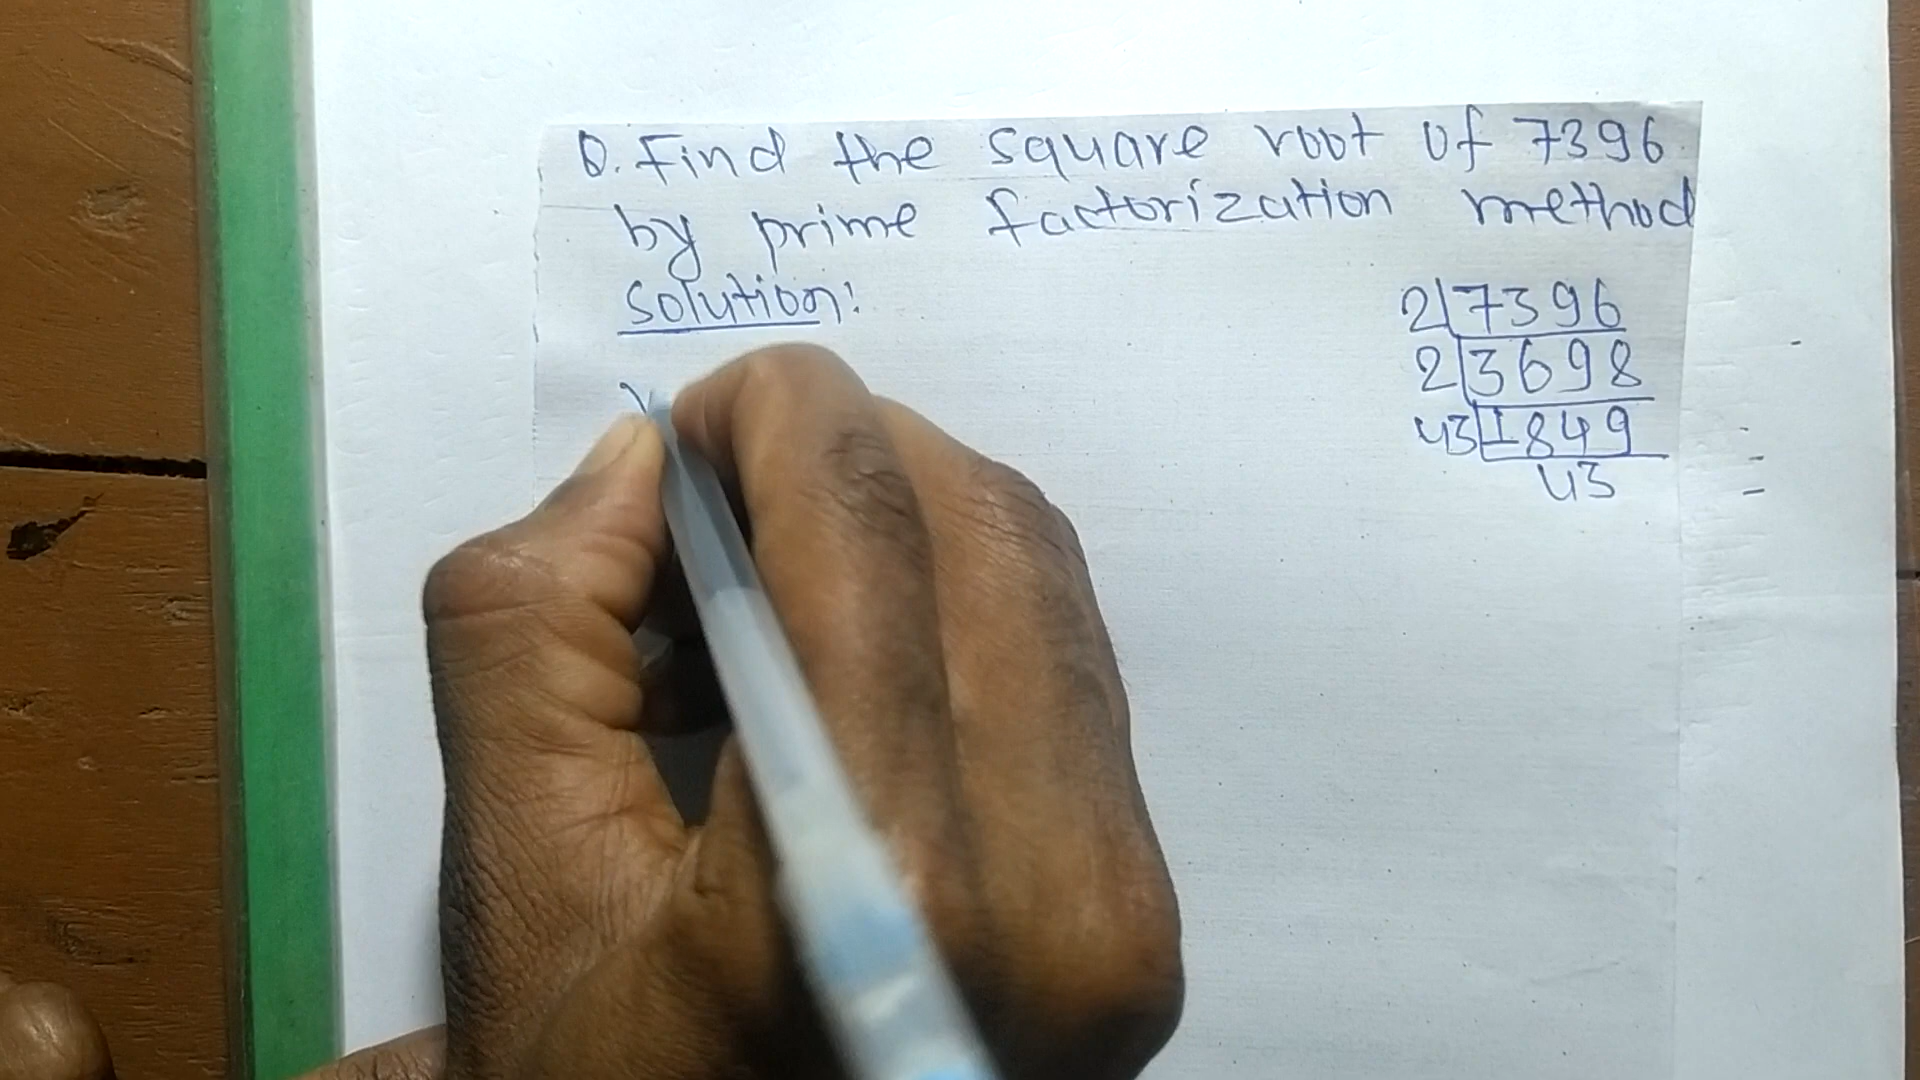 Q. Find the square root of 7396
by prime factorization method
Solution:
2 7396
2 3698
43 1849
43